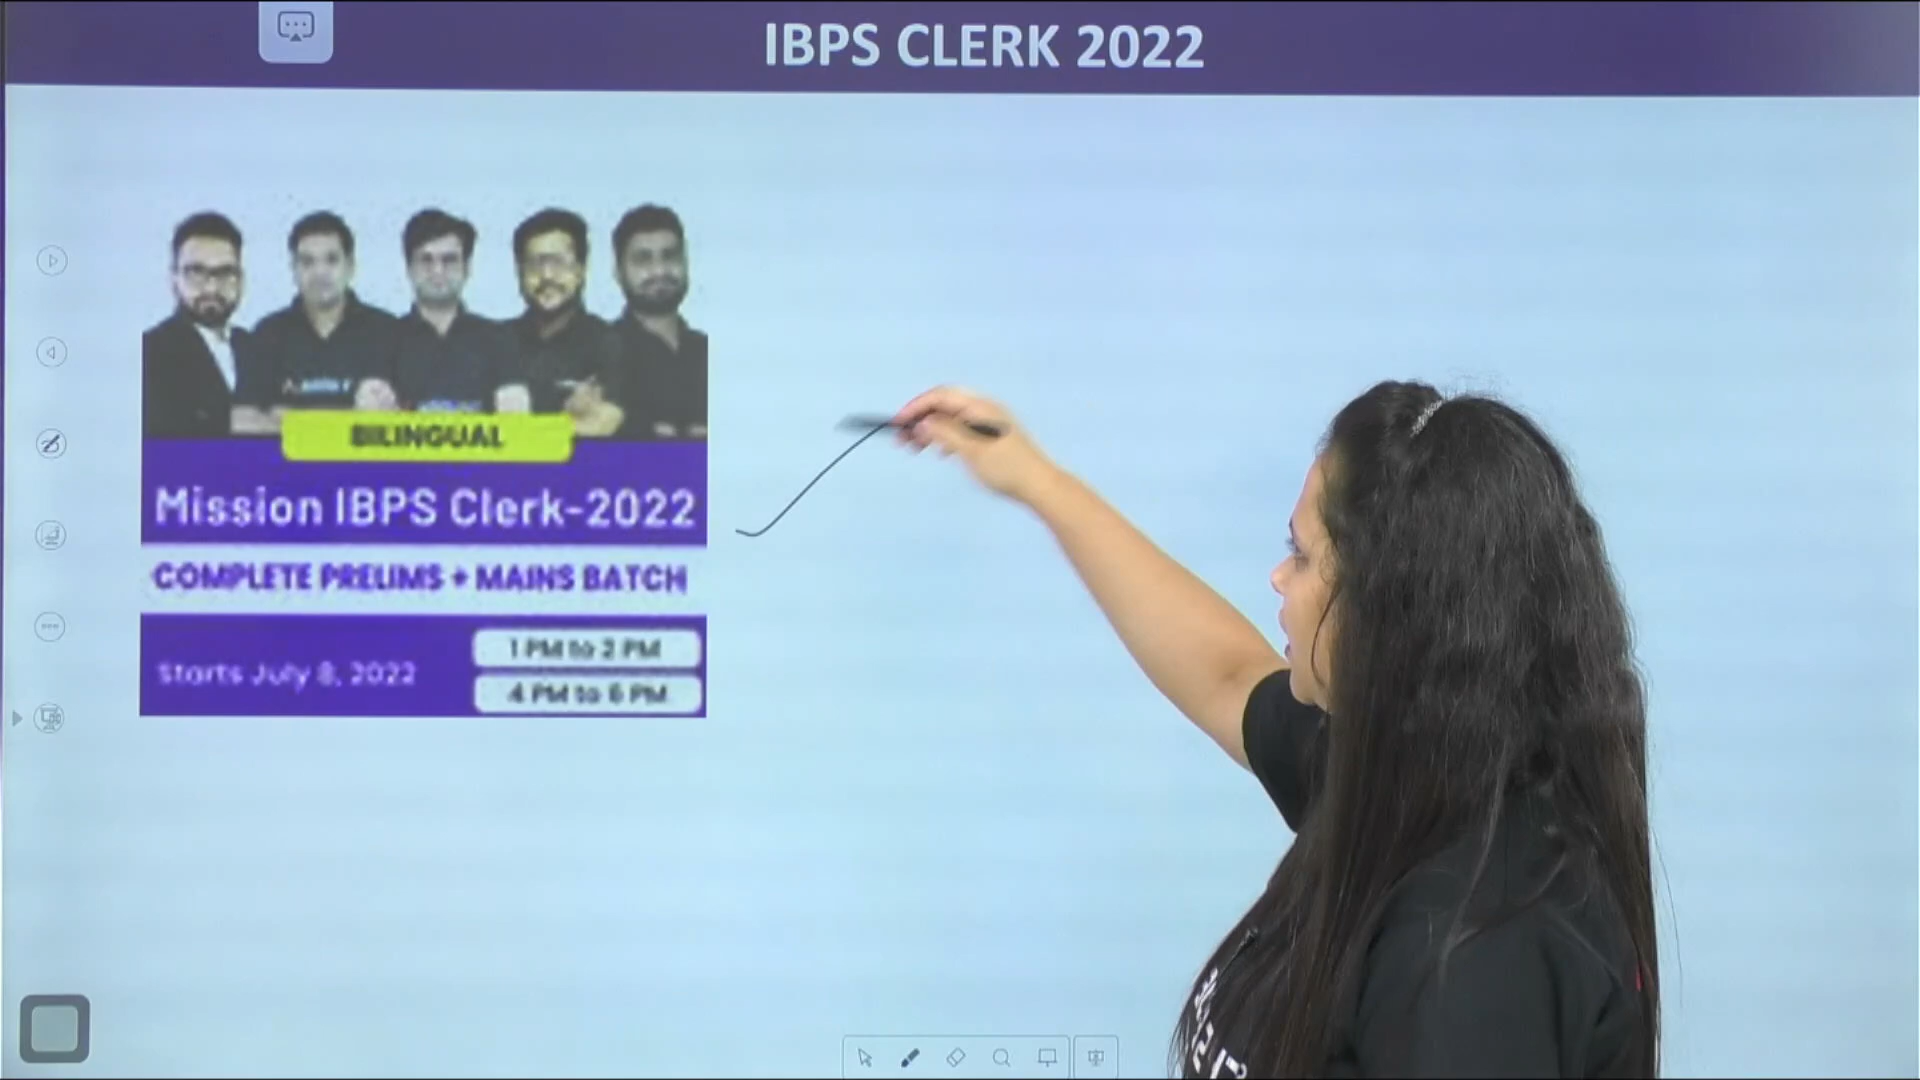 IBPS CLERK 2022
BILINGUAL
Mission IBPS Clerk-2022
COMPLETE PRELIMS + MAINS BATCH
Starts July 8, 2022
1 PM to 2 PM
4 PM to 6 PM